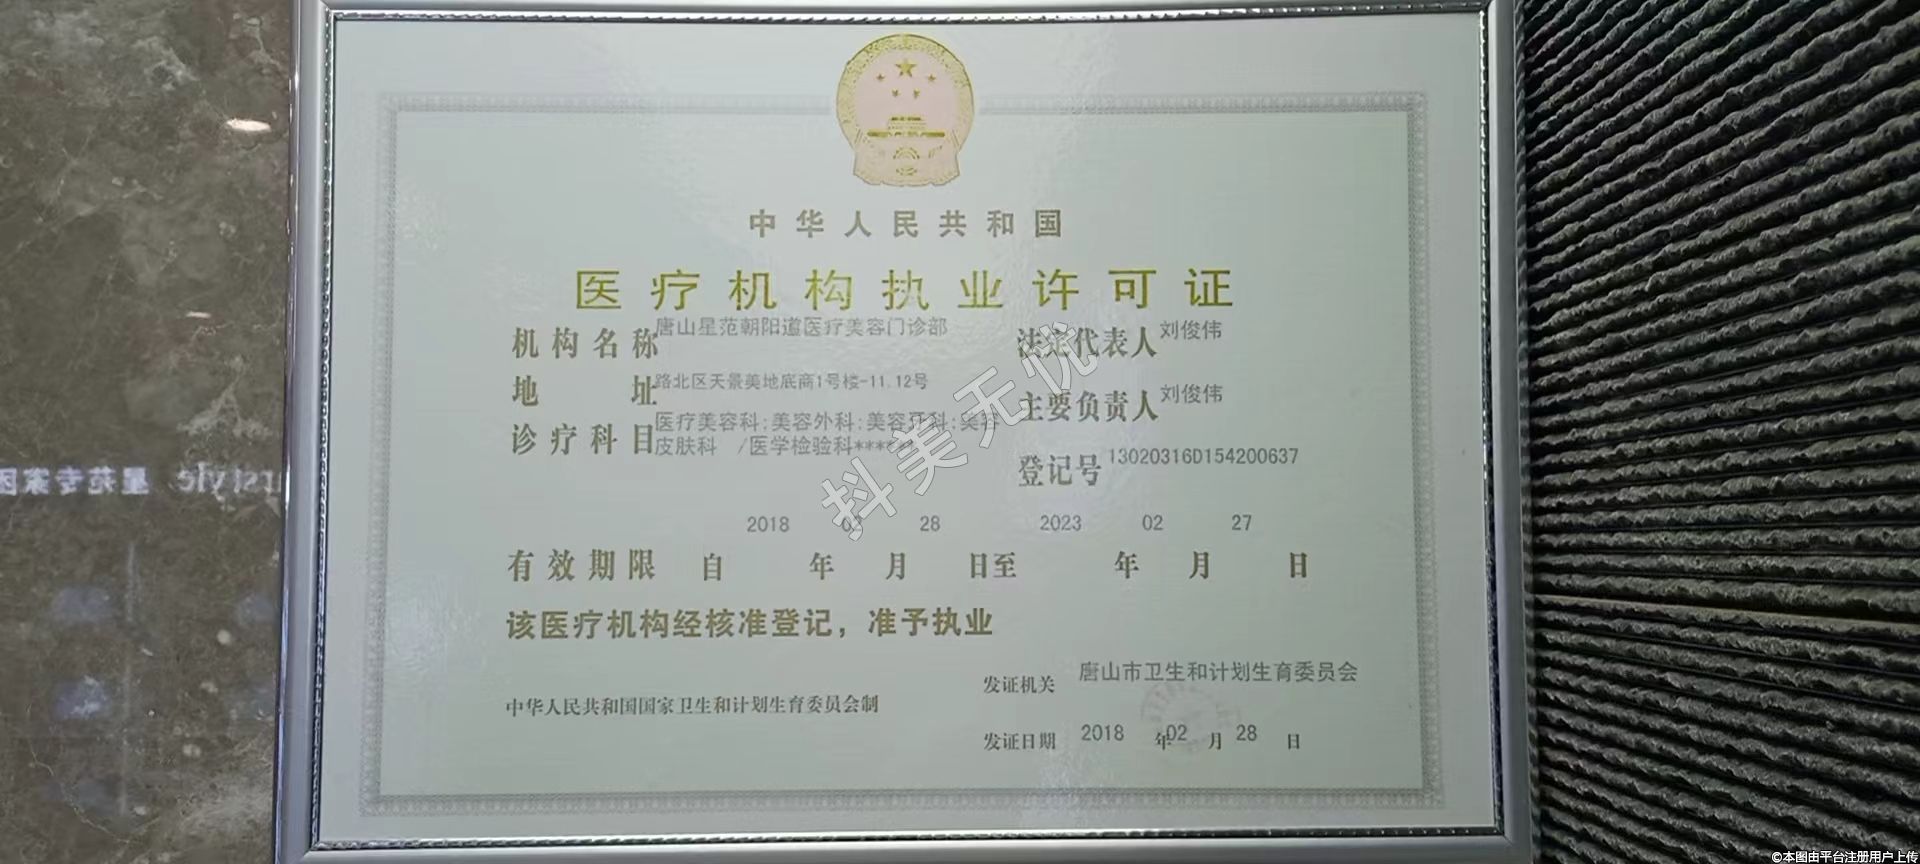 中华人民共和国
医疗机构执业许可证
机构名称 唐山星范朝阳道医疗美容门诊部
法定代表人 刘俊伟
地址 路北区天景美地底商1号楼-11.12号
主要负责人 刘俊伟
诊疗科目 医疗美容科;美容外科;美容牙科;美容
皮肤科 /医学检验科******
登记号 13020316D154200637
有效期限 自 2018 年 02 月 28 日至 2023 年 02 月 27 日
该医疗机构经核准登记，准予执业
发证机关 唐山市卫生和计划生育委员会
中华人民共和国国家卫生和计划生育委员会制
发证日期 2018 年 02 月 28 日
抖美无忧
©本图由平台注册用户上传